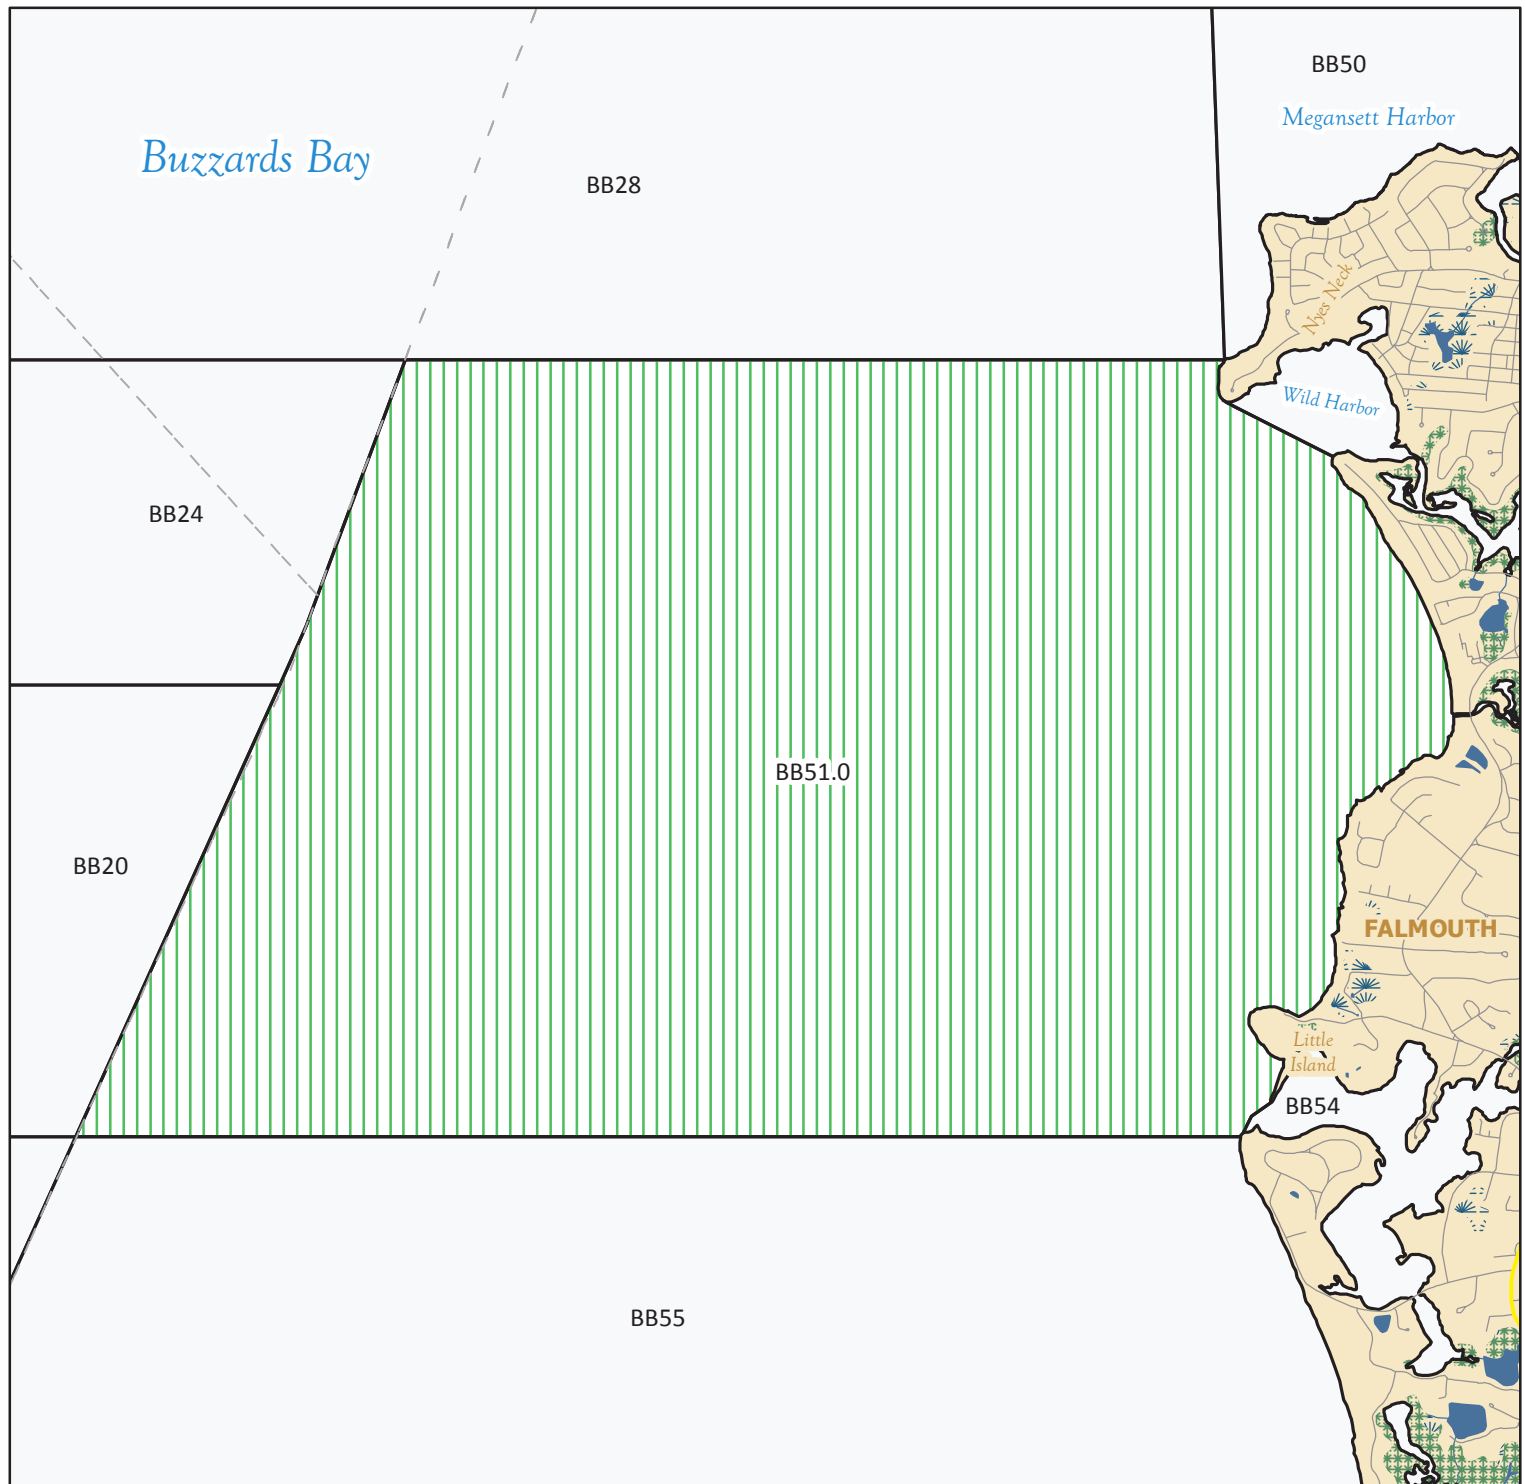 BB50
Megansett Harbor
Buzzards Bay
BB28
Nyes Neck
Wild Harbor
BB24
BB51.0
BB20
FALMOUTH
Little
Island
BB54
BB55